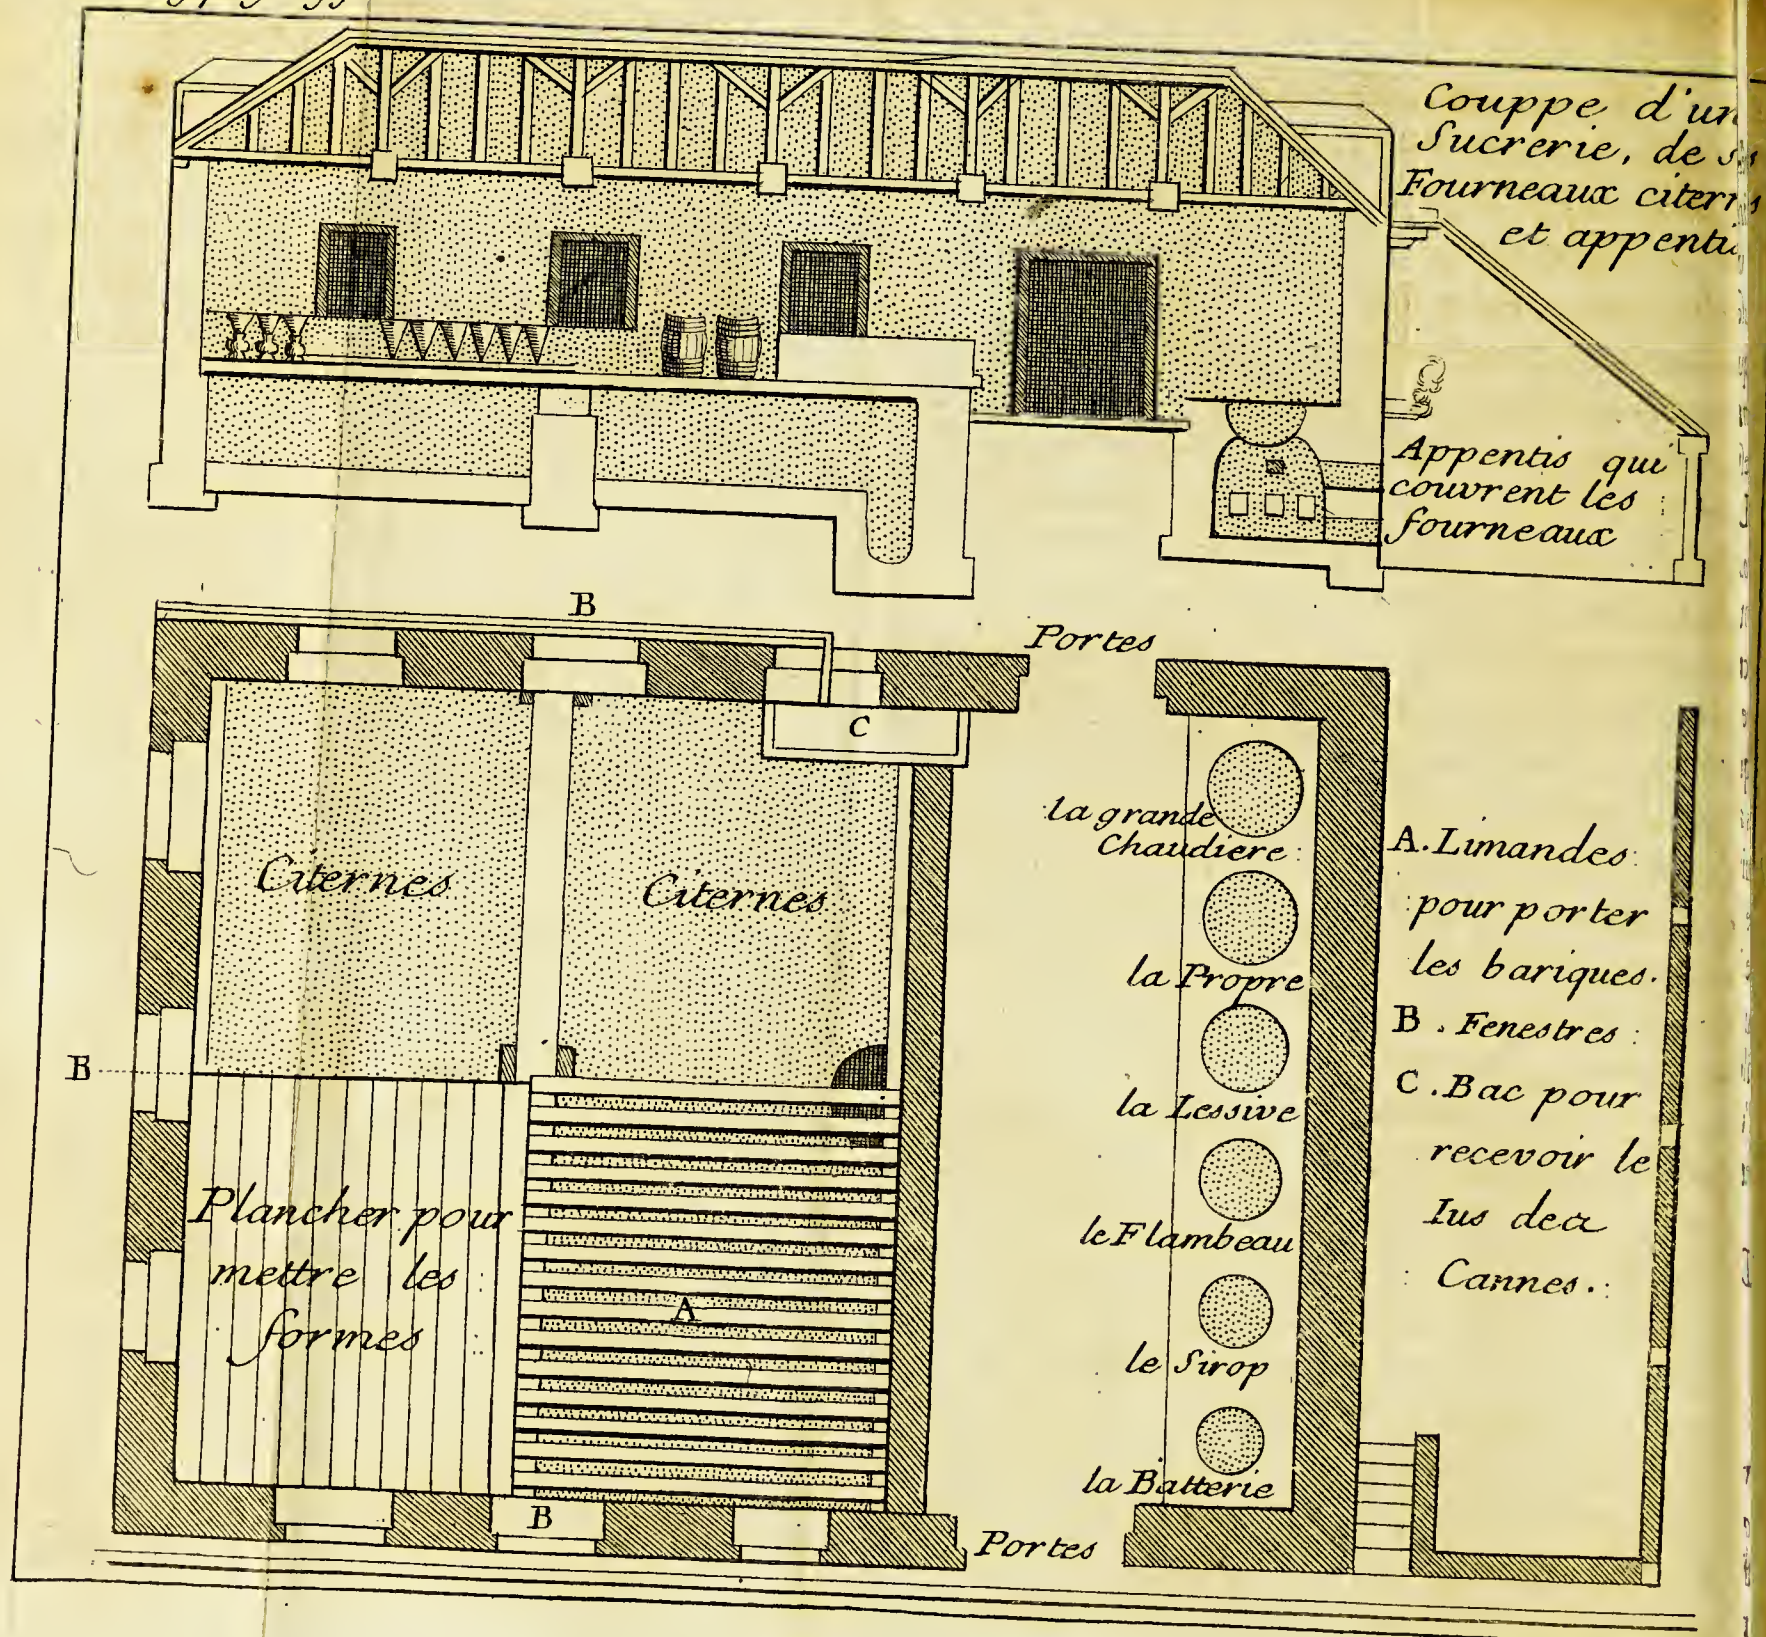 Couppe d'un
Sucrerie, de
Fourneaux citern
et appenti
Appentis qui
couvrent les
fourneaux
B
Portes
C
la grande
Chaudiere
Citernes
Citernes
la Propre
B
la Lessive
Plancher pour
mettre les
formes
A
le Flambeau
le Sirop
la Batterie
B
Portes
A. Limandes
pour porter
les bariques.
B. Fenestres
C. Bac pour
recevoir le
Ius des
Cannes.